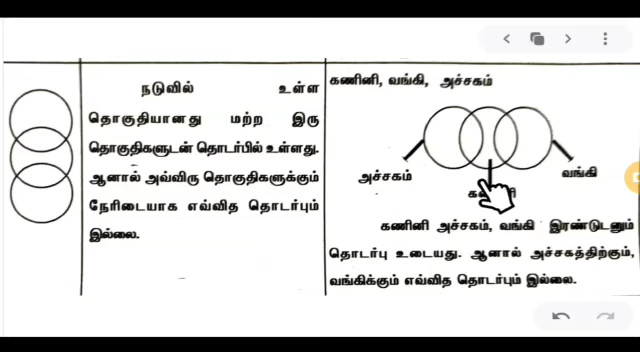 நடுவில் உள்ள
தொகுதியானது மற்ற இரு
தொகுதிகளுடன் தொடர்பில் உள்ளது.
ஆனால் அவ்விரு தொகுதிகளுக்கும்
நேரிடையாக எவ்வித தொடர்பும்
இல்லை.
கணினி, வங்கி, அச்சகம்
அச்சகம்
வங்கி
கணினி அச்சகம், வங்கி இரண்டுடனும்
தொடர்பு உடையது. ஆனால் அச்சகத்திற்கும்,
வங்கிக்கும் எவ்வித தொடர்பும் இல்லை.